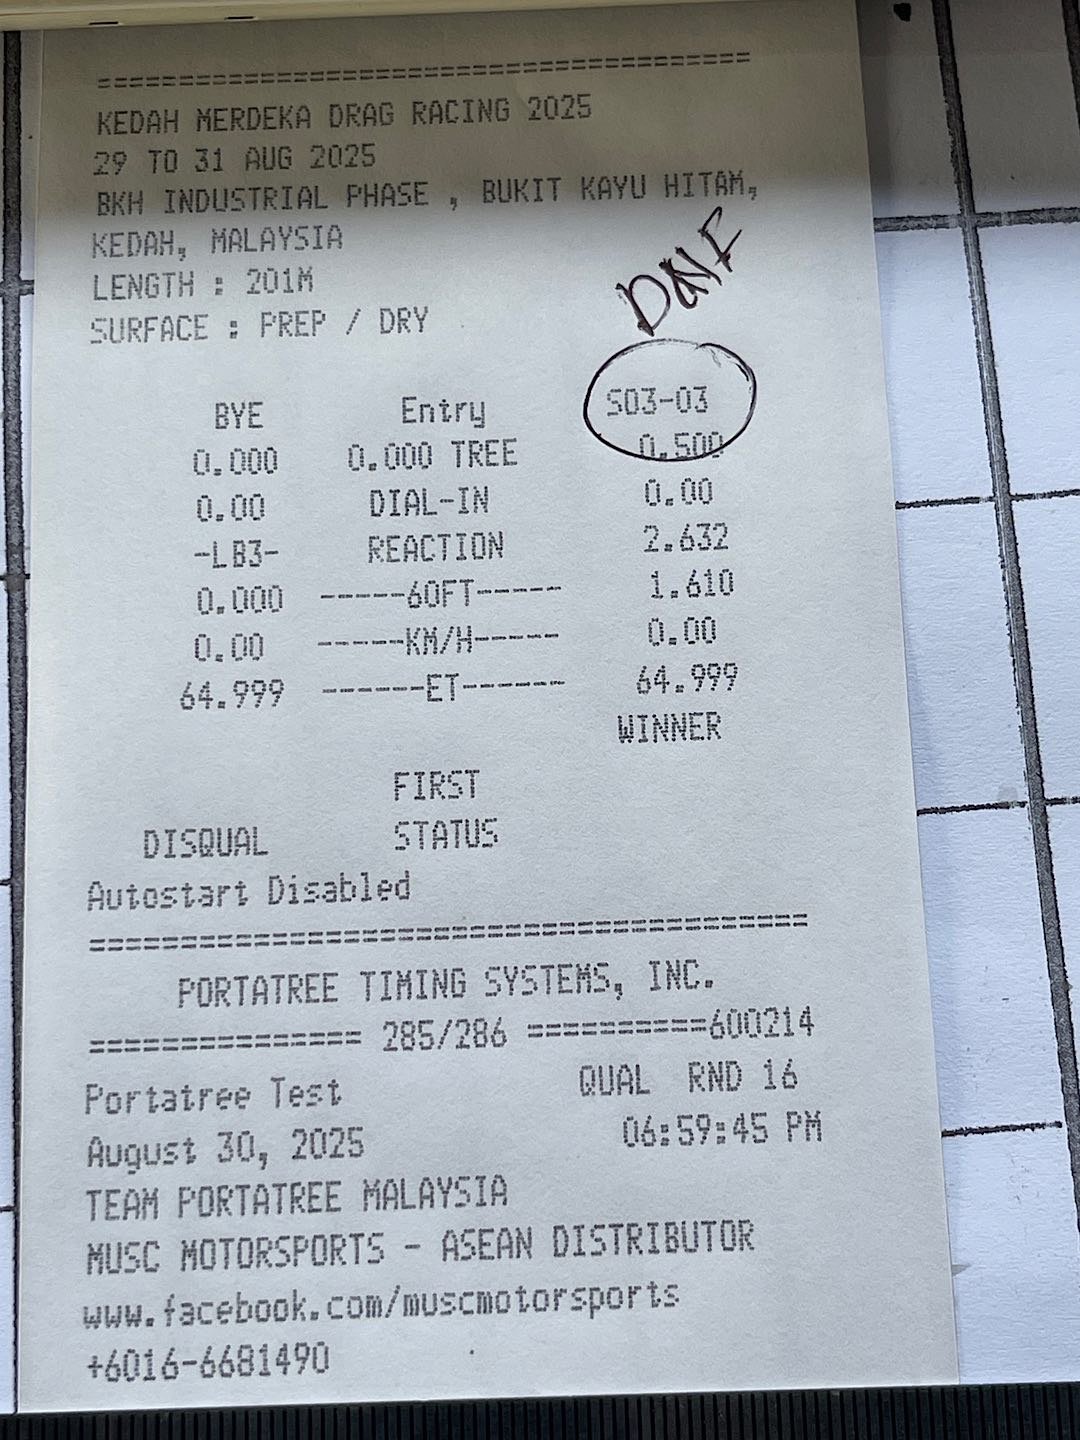 =======================================
KEDAH MERDEKA DRAG RACING 2025
29 TO 31 AUG 2025
BKH INDUSTRIAL PHASE , BUKIT KAYU HITAM,
KEDAH, MALAYSIA
LENGTH : 201M
SURFACE : PREP / DRY
DONE
BYE Entry S03-03
0.000 0.000 TREE 0.500
0.00 DIAL-IN 0.00
-LB3- REACTION 2.632
0.000 -----60FT----- 1.610
0.00 -----KM/H----- 0.00
64.999 ------ET------ 64.999
WINNER
FIRST
DISQUAL STATUS
Autostart Disabled
=======================================
PORTATREE TIMING SYSTEMS, INC.
=============== 285/286 ==========600214
Portatree Test QUAL RND 16
August 30, 2025 06:59:45 PM
TEAM PORTATREE MALAYSIA
MUSC MOTORSPORTS - ASEAN DISTRIBUTOR
www.facebook.com/muscmotorsports
+6016-6681490